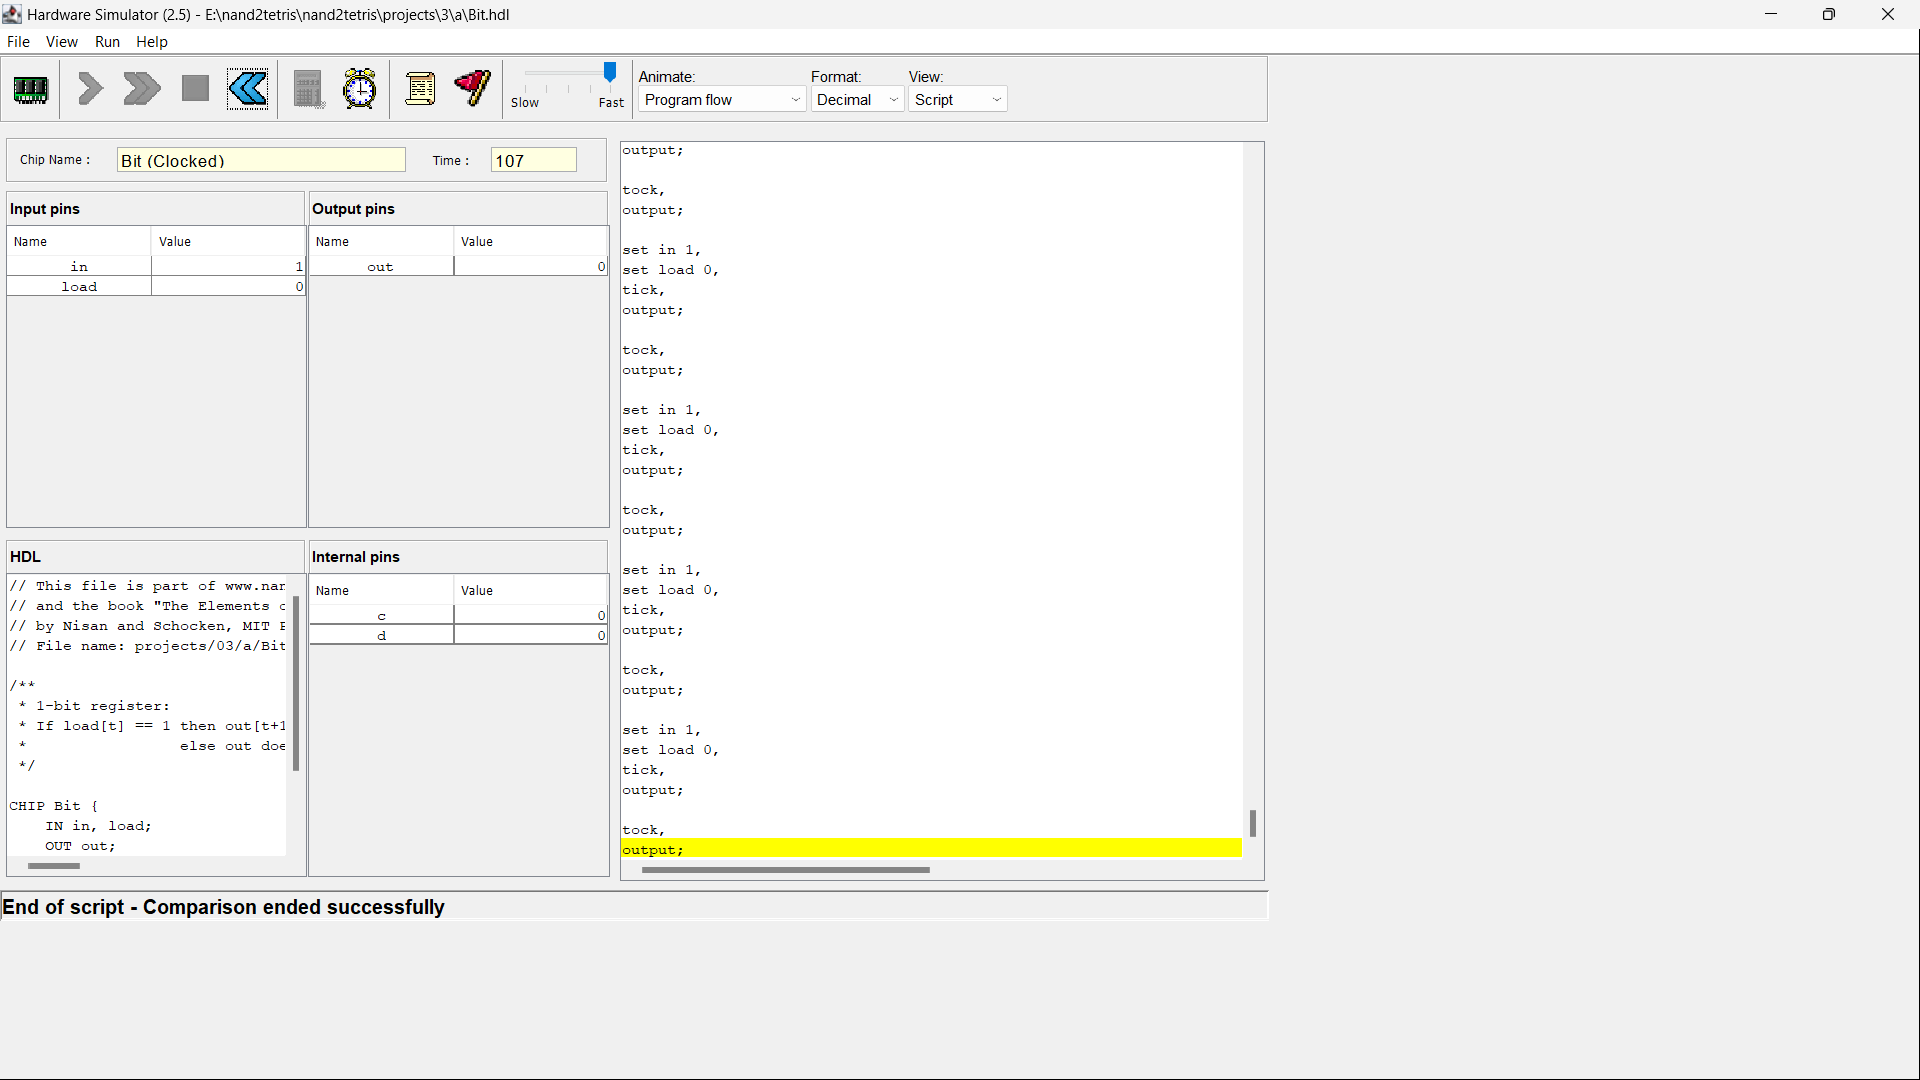 Hardware Simulator (2.5) - E:\nand2tetris\nand2tetris\projects\3\a\Bit.hdl
File View Run Help
Slow Fast
Animate:
Program flow
Format:
Decimal
View:
Script
Chip Name :
Bit (Clocked)
Time :
107
Input pins
Name Value
in 1
load 0
Output pins
Name Value
out 0
HDL
// This file is part of www.nan
// and the book "The Elements o
// by Nisan and Schocken, MIT P
// File name: projects/03/a/Bit
/**
* 1-bit register:
* If load[t] == 1 then out[t+1
* else out doe
*/
CHIP Bit {
IN in, load;
OUT out;
Internal pins
Name Value
c 0
d 0
output;
tock,
output;
set in 1,
set load 0,
tick,
output;
tock,
output;
set in 1,
set load 0,
tick,
output;
tock,
output;
set in 1,
set load 0,
tick,
output;
tock,
output;
set in 1,
set load 0,
tick,
output;
tock,
output;
End of script - Comparison ended successfully